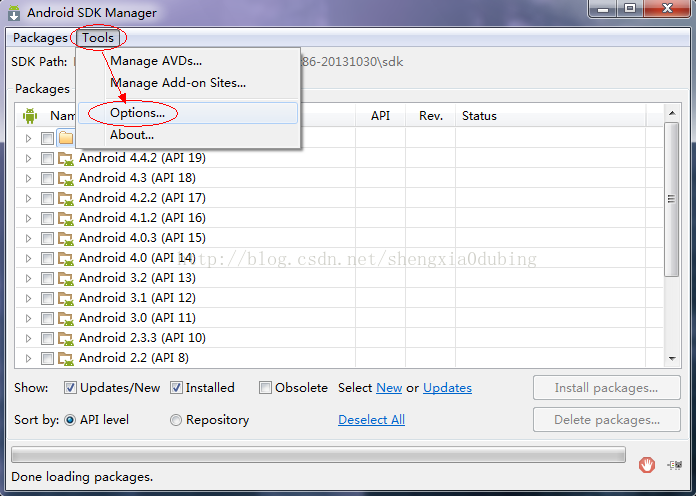 Android SDK Manager
Packages Tools
SDK Path: 86-20131030\sdk
Manage AVDs...
Manage Add-on Sites...
Options...
About...
Packages
API Rev. Status
Android 4.4.2 (API 19)
Android 4.3 (API 18)
Android 4.2.2 (API 17)
Android 4.1.2 (API 16)
Android 4.0.3 (API 15)
Android 4.0 (API 14)
http://blog.csdn.net/shengxia0dubing
Android 3.2 (API 13)
Android 3.1 (API 12)
Android 3.0 (API 11)
Android 2.3.3 (API 10)
Android 2.2 (API 8)
Show: Updates/New Installed Obsolete Select New or Updates Install packages...
Sort by: API level Repository Deselect All Delete packages...
Done loading packages.